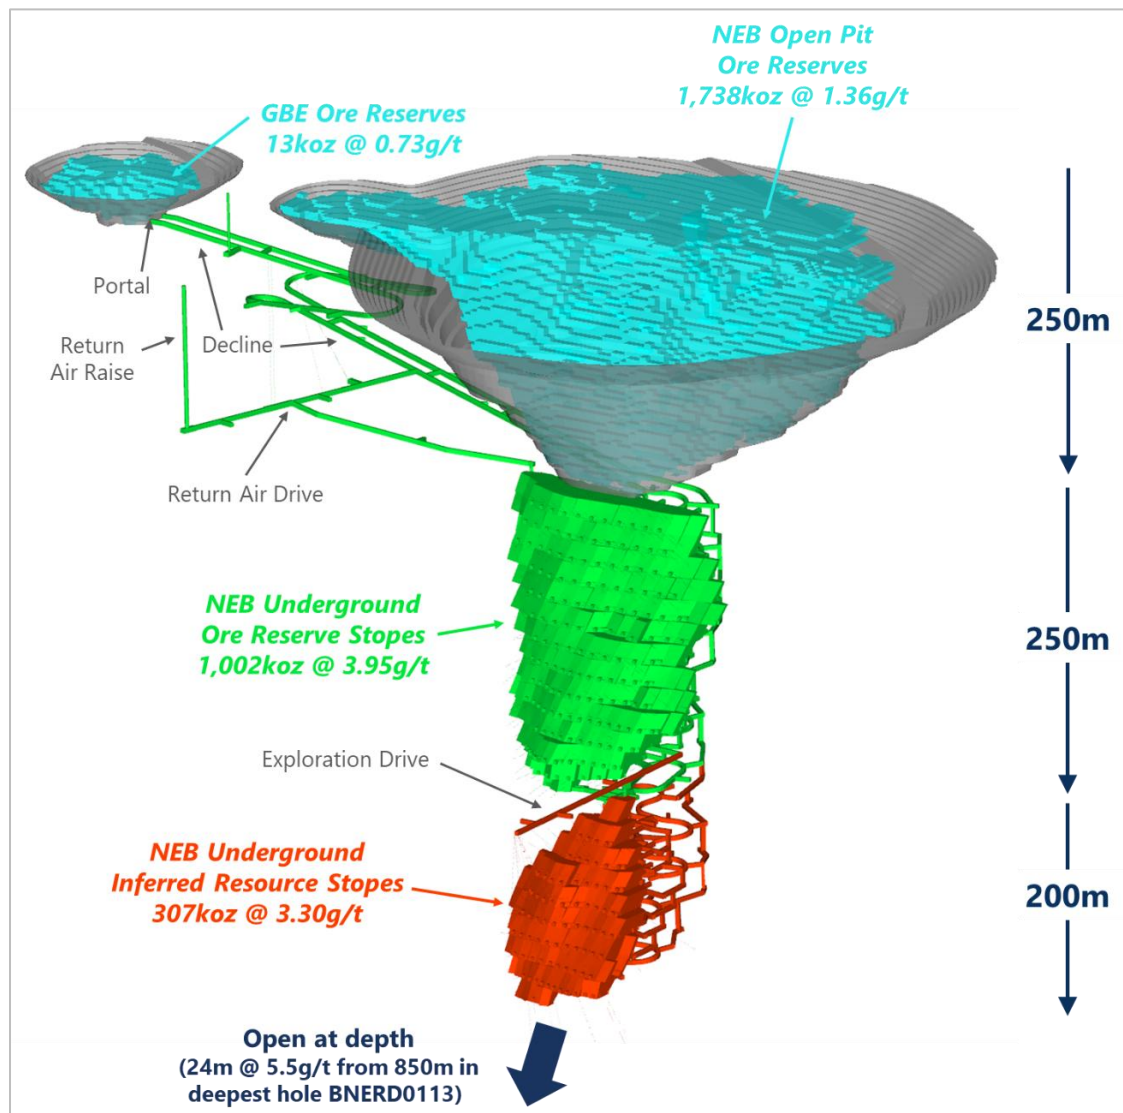 NEB Open Pit
Ore Reserves
1,738koz @ 1.36g/t
GBE Ore Reserves
13koz @ 0.73g/t
Portal
Return
Air Raise
Decline
250m
Return Air Drive
NEB Underground
Ore Reserve Stopes
1,002koz @ 3.95g/t
250m
Exploration Drive
NEB Underground
Inferred Resource Stopes
307koz @ 3.30g/t
200m
Open at depth
(24m @ 5.5g/t from 850m in
deepest hole BNERD0113)